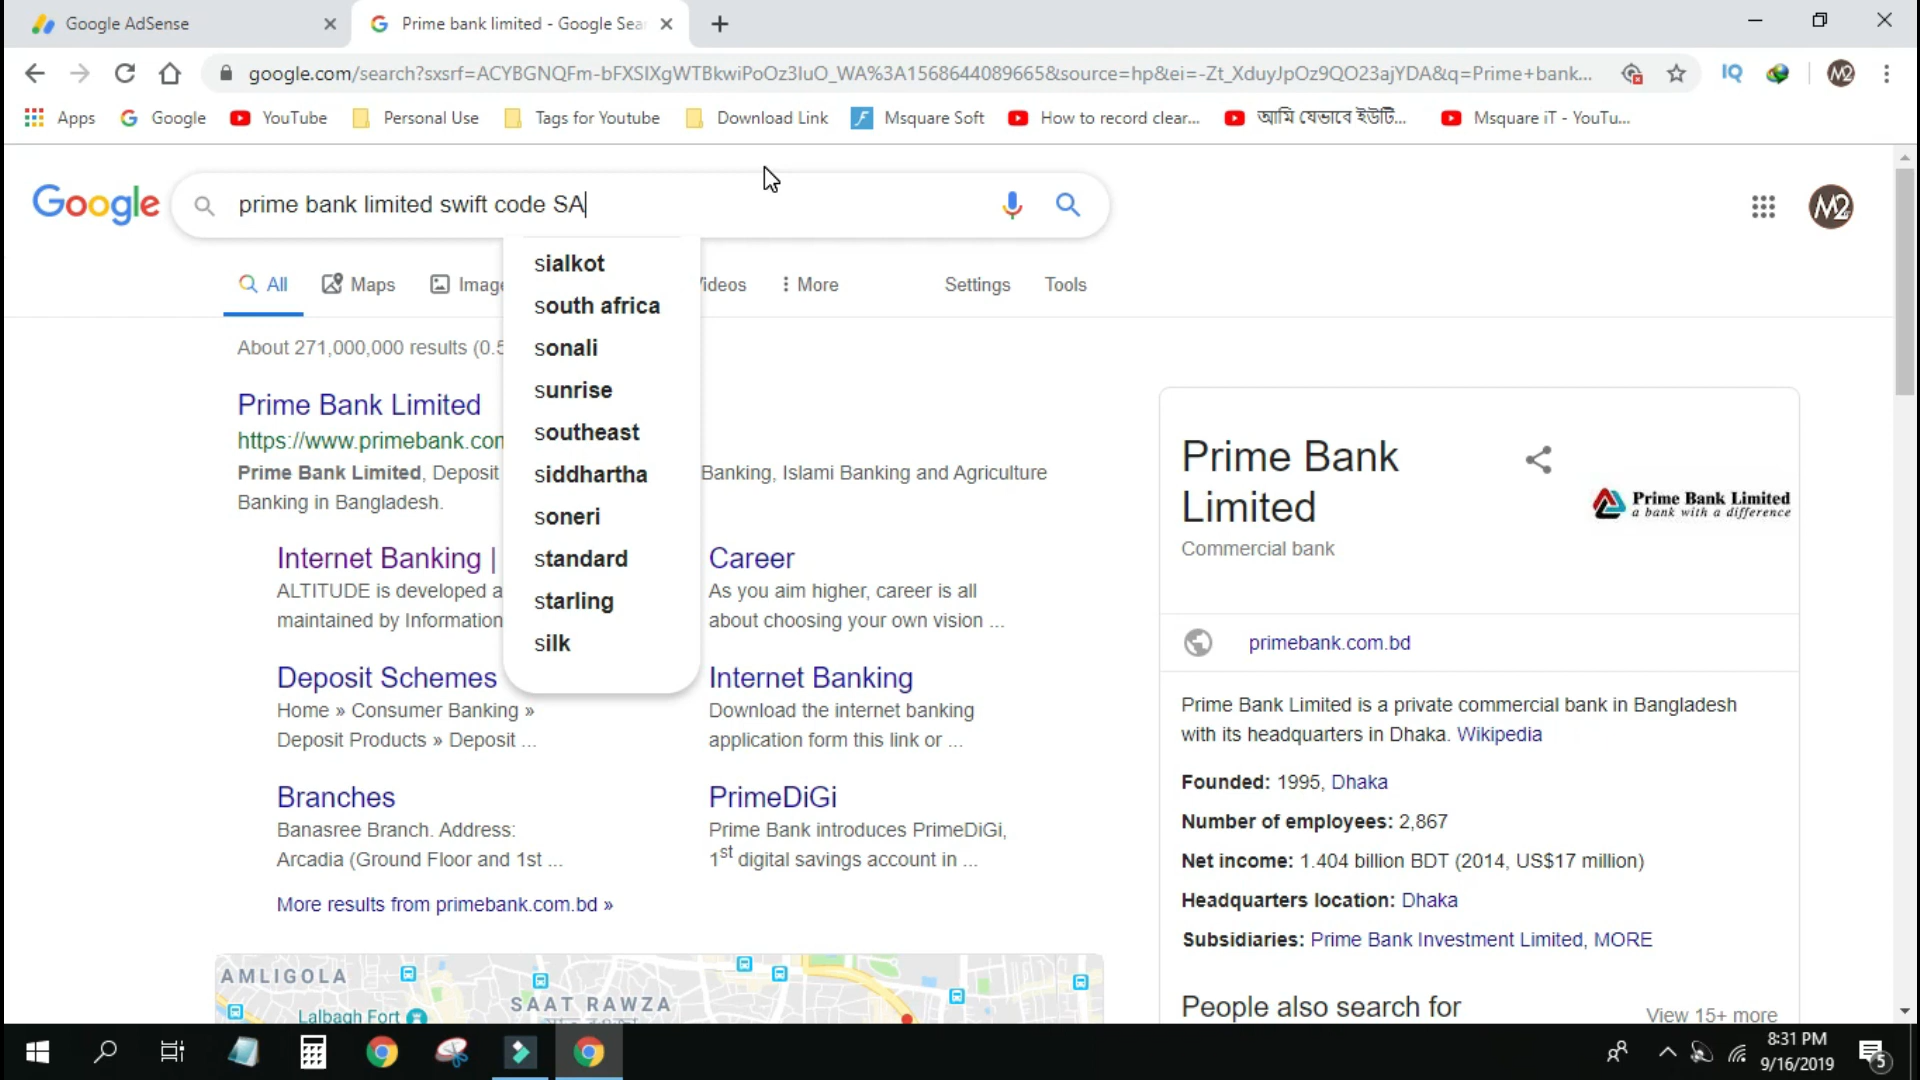 Google AdSense
Prime bank limited - Google Sea
google.com/search?sxsrf=ACYBGNQFm-bFXSIXgWTBkwiPoOz3IuO_WA%3A1568644089665&source=hp&ei=-Zt_XduyJpOz9QO23ajYDA&q=Prime+bank...
IQ
M2
Apps
Google
YouTube
Personal Use
Tags for Youtube
Download Link
Msquare Soft
How to record clear...
আমি যেভাবে ইউটি...
Msquare iT - YouTu...
Google
prime bank limited swift code SA
M2
All
Maps
Image
Videos
More
Settings
Tools
sialkot
south africa
sonali
sunrise
southeast
siddhartha
soneri
standard
starling
silk
About 271,000,000 results (0.5
Prime Bank Limited
https://www.primebank.com
Prime Bank Limited, Deposit Banking, Islami Banking and Agriculture
Banking in Bangladesh.
Internet Banking |
ALTITUDE is developed a
maintained by Information
Career
As you aim higher, career is all
about choosing your own vision ...
Deposit Schemes
Home » Consumer Banking »
Deposit Products » Deposit ...
Internet Banking
Download the internet banking
application form this link or ...
Branches
Banasree Branch. Address:
Arcadia (Ground Floor and 1st ...
PrimeDiGi
Prime Bank introduces PrimeDiGi,
1st digital savings account in ...
More results from primebank.com.bd »
AMLIGOLA
SAAT RAWZA
Lalbagh Fort
Prime Bank
Limited
Commercial bank
Prime Bank Limited
a bank with a difference
primebank.com.bd
Prime Bank Limited is a private commercial bank in Bangladesh
with its headquarters in Dhaka. Wikipedia
Founded: 1995, Dhaka
Number of employees: 2,867
Net income: 1.404 billion BDT (2014, US$17 million)
Headquarters location: Dhaka
Subsidiaries: Prime Bank Investment Limited, MORE
People also search for
View 15+ more
8:31 PM
9/16/2019
5